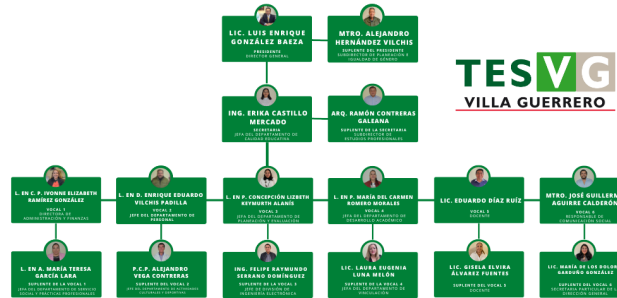 LIC. LUIS ENRIQUE
GONZÁLEZ BAEZA
PRESIDENTE
DIRECTOR GENERAL
MTRO. ALEJANDRO
HERNÁNDEZ VILCHIS
SUPLENTE DEL PRESIDENTE
SUBDIRECTOR DE PLANEACIÓN E
IGUALDAD DE GÉNERO
TESVG
VILLA GUERRERO
ING. ERIKA CASTILLO
MERCADO
SECRETARIA
JEFA DEL DEPARTAMENTO DE
CALIDAD EDUCATIVA
ARQ. RAMÓN CONTRERAS
GALEANA
SUPLENTE DE LA SECRETARIA
SUBDIRECTOR DE
ESTUDIOS PROFESIONALES
L. EN C. P. IVONNE ELIZABETH
RAMÍREZ GONZÁLEZ
VOCAL 1
DIRECTORA DE
ADMINISTRACIÓN Y FINANZAS
L. EN D. ENRIQUE EDUARDO
VILCHIS PADILLA
VOCAL 2
JEFE DEL DEPARTAMENTO DE
PERSONAL
L. EN P. CONCEPCIÓN LIZBETH
REYMURTH ALANÍS
VOCAL 3
JEFA DEL DEPARTAMENTO DE
PLANEACIÓN Y EVALUACIÓN
L. EN P. MARÍA DEL CARMEN
ROMERO MORALES
VOCAL 4
JEFA DEL DEPARTAMENTO DE
DESARROLLO ACADÉMICO
LIC. EDUARDO DÍAZ RUÍZ
VOCAL 5
DOCENTE
MTRO. JOSÉ GUILLERM
AGUIRRE CALDERÓN
VOCAL 6
RESPONSABLE DE
COMUNICACIÓN SOCIAL
L. EN A. MARÍA TERESA
GARCÍA LARA
SUPLENTE DEL VOCAL 1
JEFA DEL DEPARTAMENTO DE SERVICIO
SOCIAL Y PRÁCTICAS PROFESIONALES
P.C.P. ALEJANDRO
VEGA CONTRERAS
SUPLENTE DEL VOCAL 2
JEFE DEL DEPARTAMENTO DE ACTIVIDADES
CULTURALES Y DEPORTIVAS
ING. FELIPE RAYMUNGO
SERRANO DOMÍNGUEZ
SUPLENTE DE LA VOCAL 3
JEFE DE DIVISIÓN DE
INGENIERÍA ELECTRÓNICA
LIC. LAURA EUGENIA
LUNA MELÓN
SUPLENTE DE LA VOCAL 4
JEFA DEL DEPARTAMENTO DE
VINCULACIÓN
LIC. GISELA ELVIRA
ÁLVAREZ FUENTES
SUPLENTE DEL VOCAL 5
DOCENTE
LIC. MARÍA DE LOS DOLOR
GARDUÑO GONZÁLEZ
SUPLENTE DEL VOCAL 6
SECRETARIA PARTICULAR DE LA
DIRECCIÓN GENERAL